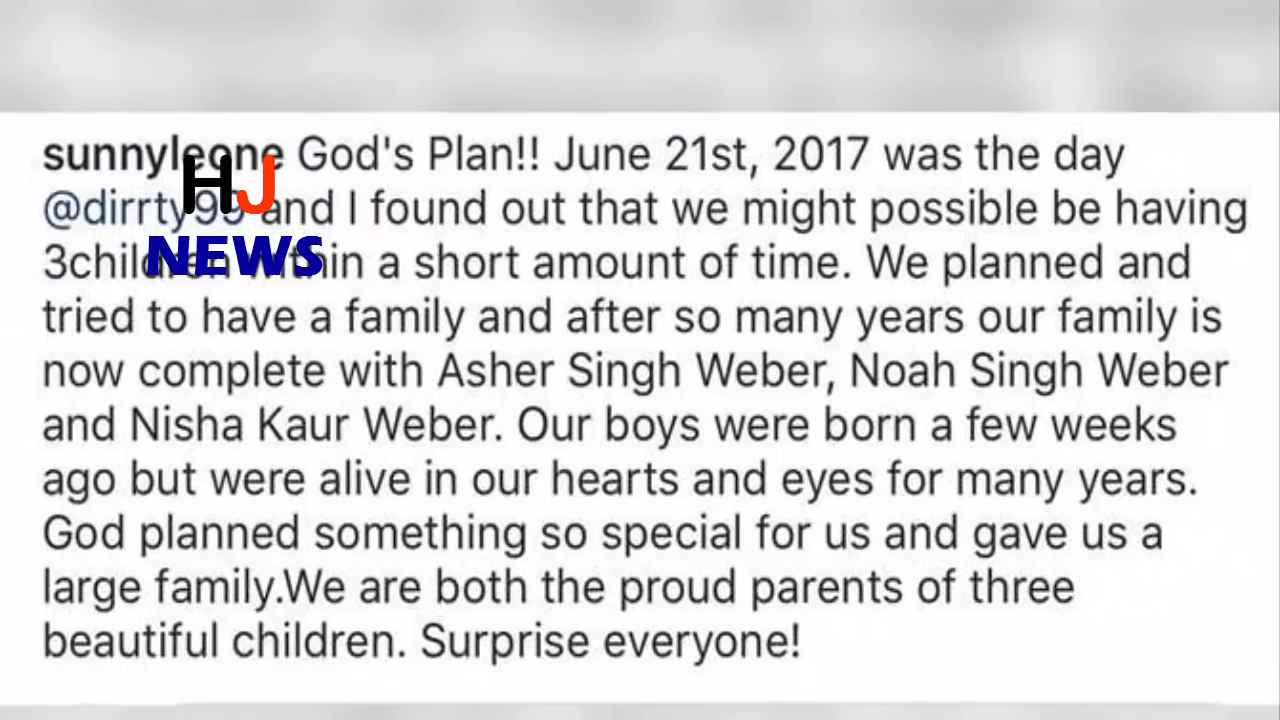 sunnyleone God's Plan!! June 21st, 2017 was the day
@dirrty99 and I found out that we might possible be having
3children within a short amount of time. We planned and
tried to have a family and after so many years our family is
now complete with Asher Singh Weber, Noah Singh Weber
and Nisha Kaur Weber. Our boys were born a few weeks
ago but were alive in our hearts and eyes for many years.
God planned something so special for us and gave us a
large family.We are both the proud parents of three
beautiful children. Surprise everyone!
HJ
NEWS